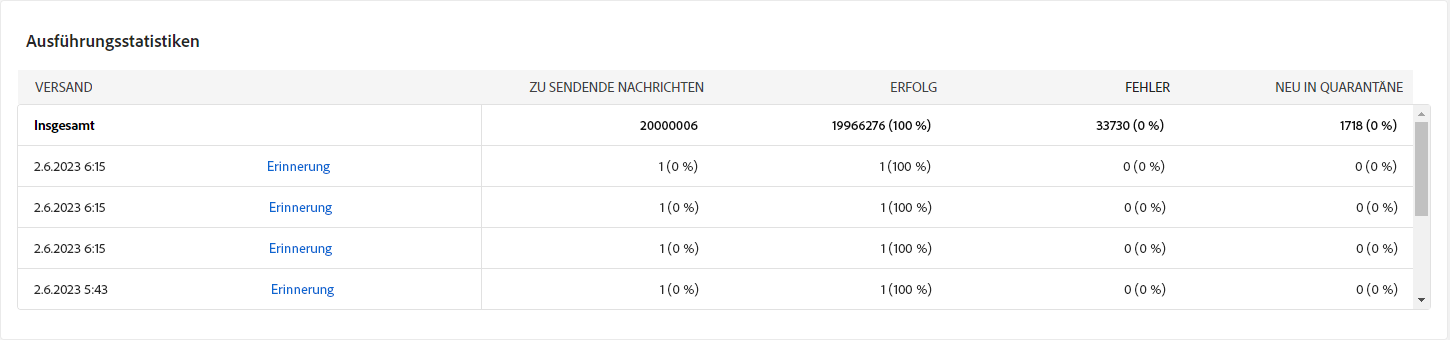 Ausführungsstatistiken
VERSAND ZU SENDENDE NACHRICHTEN ERFOLG FEHLER NEU IN QUARANTÄNE
Insgesamt 20000006 19966276 (100 %) 33730 (0 %) 1718 (0 %)
2.6.2023 6:15 Erinnerung 1 (0 %) 1 (100 %) 0 (0 %) 0 (0 %)
2.6.2023 6:15 Erinnerung 1 (0 %) 1 (100 %) 0 (0 %) 0 (0 %)
2.6.2023 6:15 Erinnerung 1 (0 %) 1 (100 %) 0 (0 %) 0 (0 %)
2.6.2023 5:43 Erinnerung 1 (0 %) 1 (100 %) 0 (0 %) 0 (0 %)